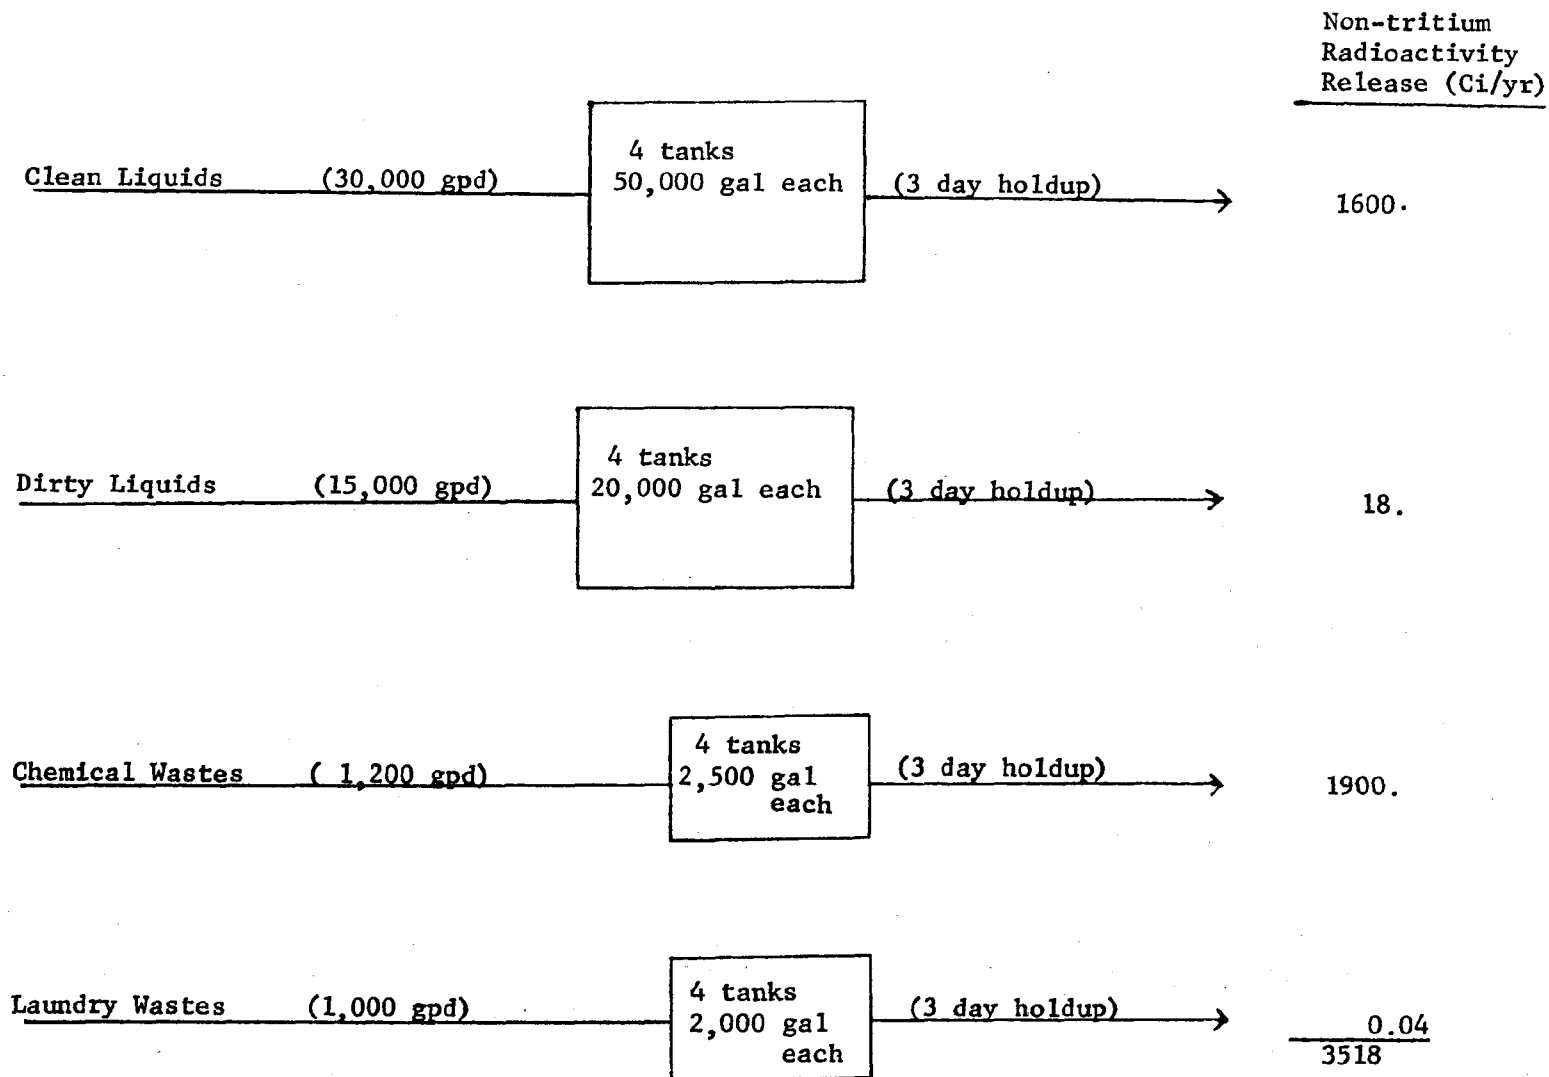 Non-tritium
Radioactivity
Release (Ci/yr)
Clean Liquids (30,000 gpd)
4 tanks
50,000 gal each
(3 day holdup)
1600.
Dirty Liquids (15,000 gpd)
4 tanks
20,000 gal each
(3 day holdup)
18.
Chemical Wastes ( 1,200 gpd)
4 tanks
2,500 gal
each
(3 day holdup)
1900.
Laundry Wastes (1,000 gpd)
4 tanks
2,000 gal
each
(3 day holdup)
0.04
3518